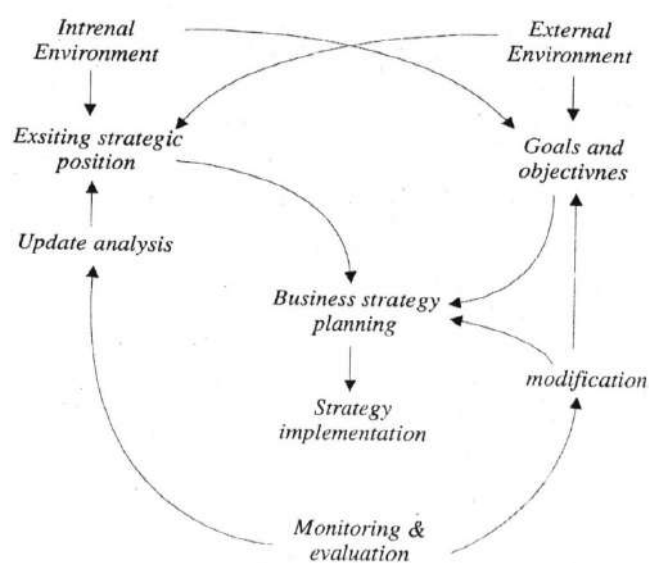 Intrenal
Environment
External
Environment
Exsiting strategic
position
Goals and
objectivnes
Update analysis
Business strategy
planning
modification
Strategy
implementation
Monitoring &
evaluation